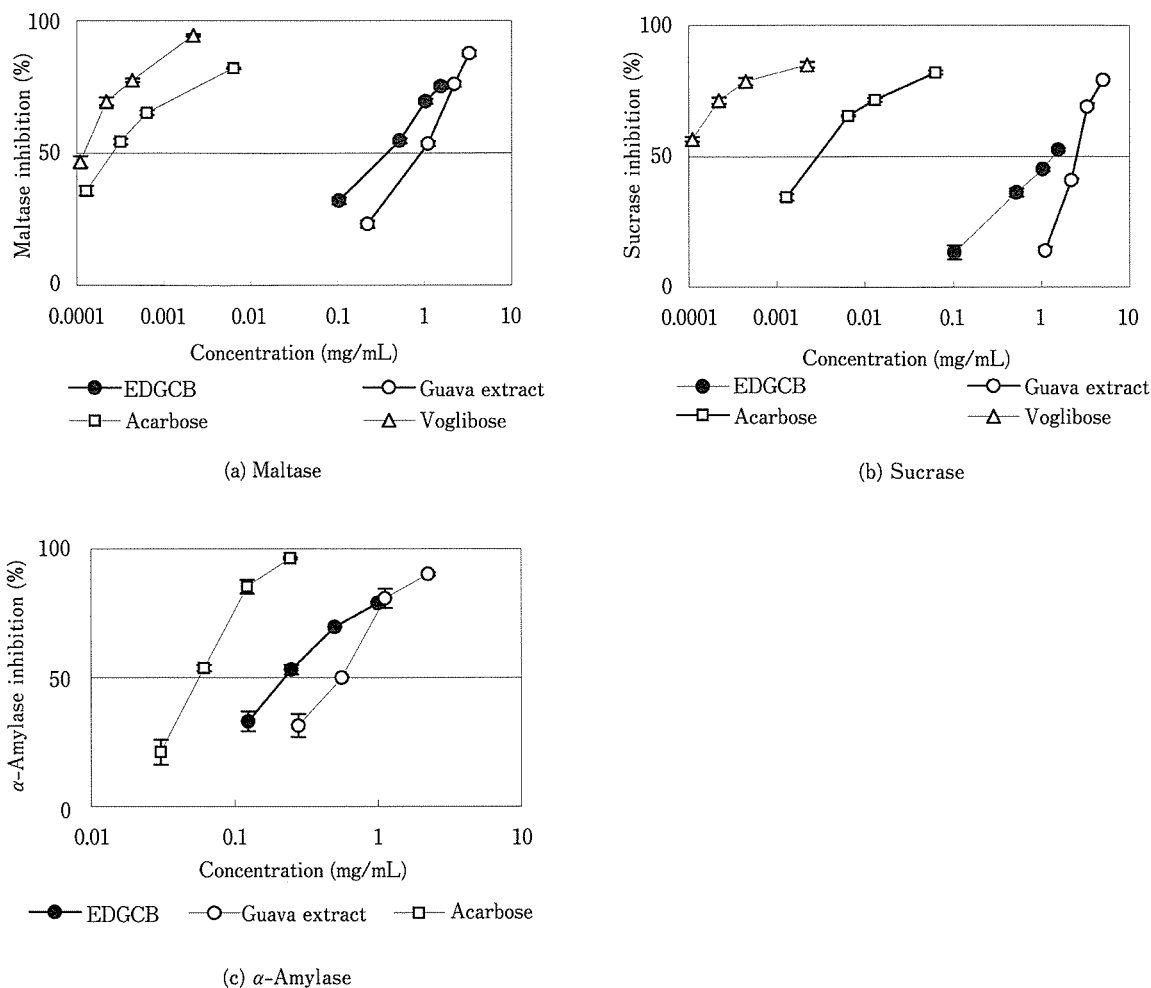 Maltase inhibition (%)
100
50
0
0.0001 0.001 0.01 0.1 1 10
Concentration (mg/mL)
EDGCB Guava extract
Acarbose Voglibose
(a) Maltase
Sucrase inhibition (%)
100
50
0
0.0001 0.001 0.01 0.1 1 10
Concentration (mg/mL)
EDGCB Guava extract
Acarbose Voglibose
(b) Sucrase
α-Amylase inhibition (%)
100
50
0
0.01 0.1 1 10
Concentration (mg/mL)
EDGCB Guava extract Acarbose
(c) α-Amylase